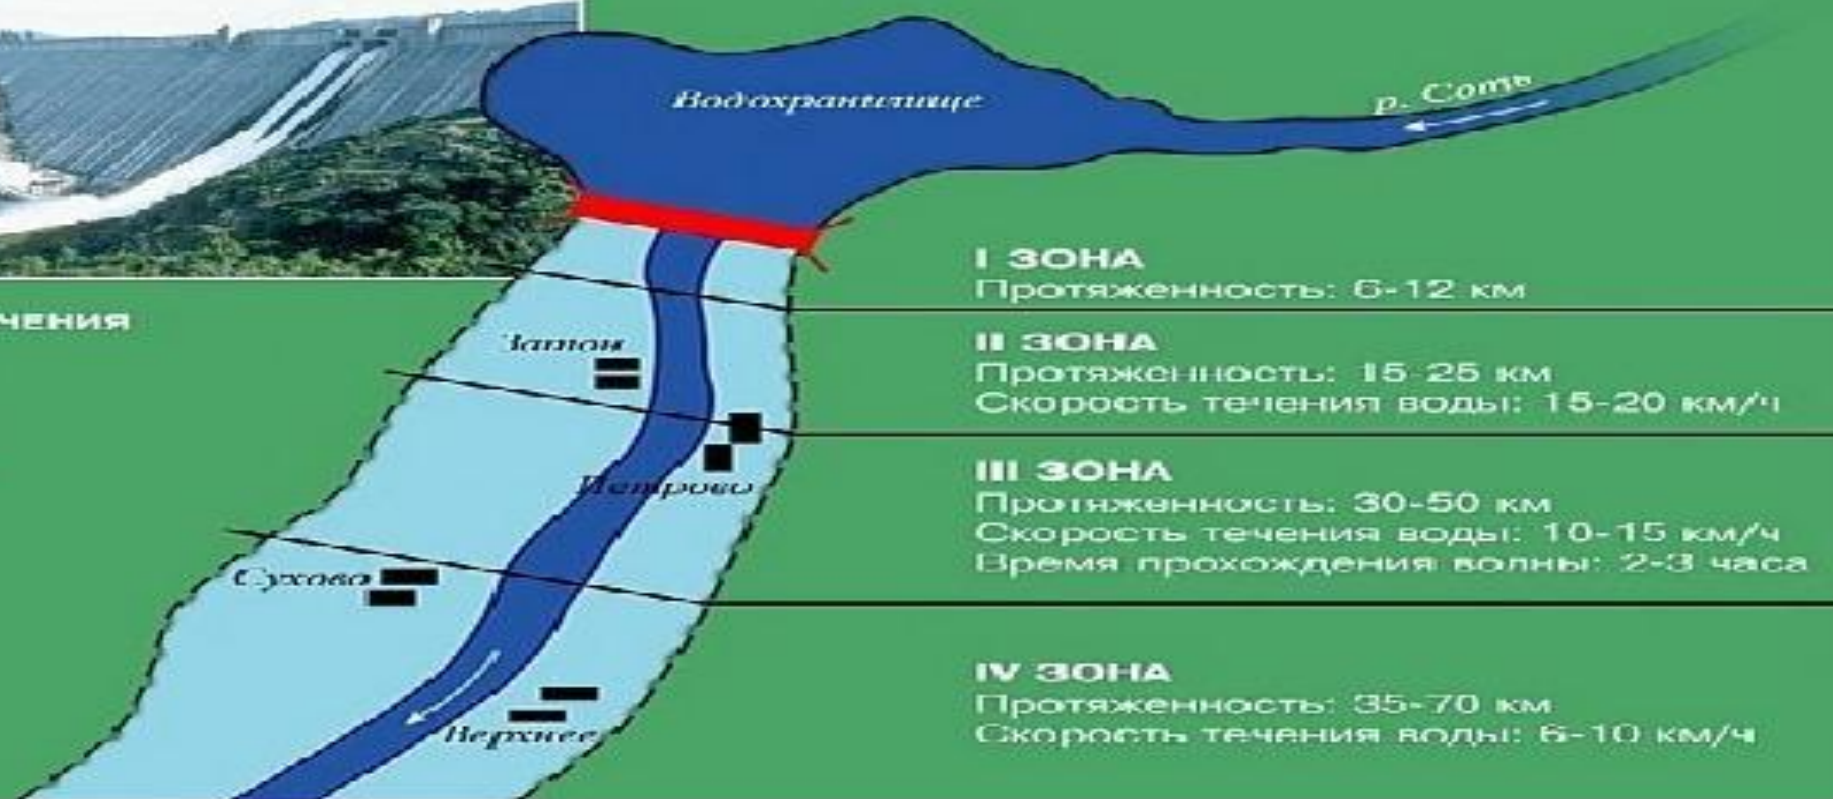 Водохранилище
р. Соть
I ЗОНА
Протяженность: 6-12 км
ЧЕНИЯ
II ЗОНА
Протяженность: 15-25 км
Скорость течения воды: 15-20 км/ч
III ЗОНА
Протяженность: 30-50 км
Скорость течения воды: 10-15 км/ч
Время прохождения волны: 2-3 часа
Петрово
Сухово
IV ЗОНА
Протяженность: 35-70 км
Скорость течения воды: 6-10 км/ч
Верхнее